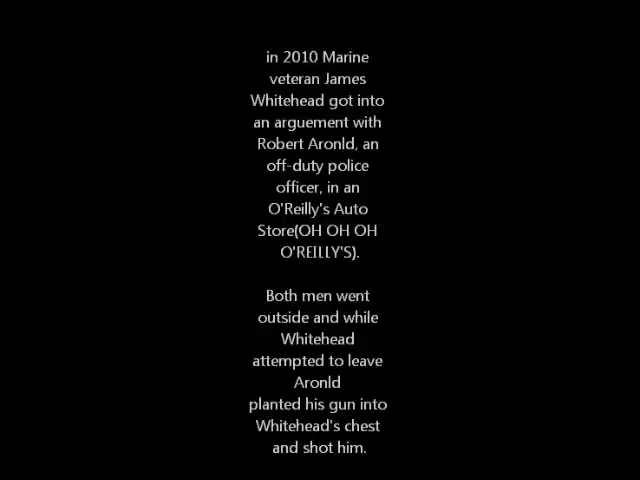 in 2010 Marine
veteran James
Whitehead got into
an arguement with
Robert Aronld, an
off-duty police
officer, in an
O'Reilly's Auto
Store(OH OH OH
O'REILLY'S).
Both men went
outside and while
Whitehead
attempted to leave
Aronld
planted his gun into
Whitehead's chest
and shot him.